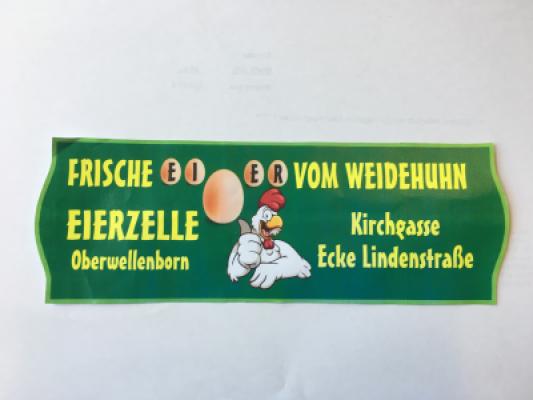 FRISCHE EIER VOM WEIDEHUHN
EIERZELLE
Oberwellenborn
Kirchgasse
Ecke Lindenstraße